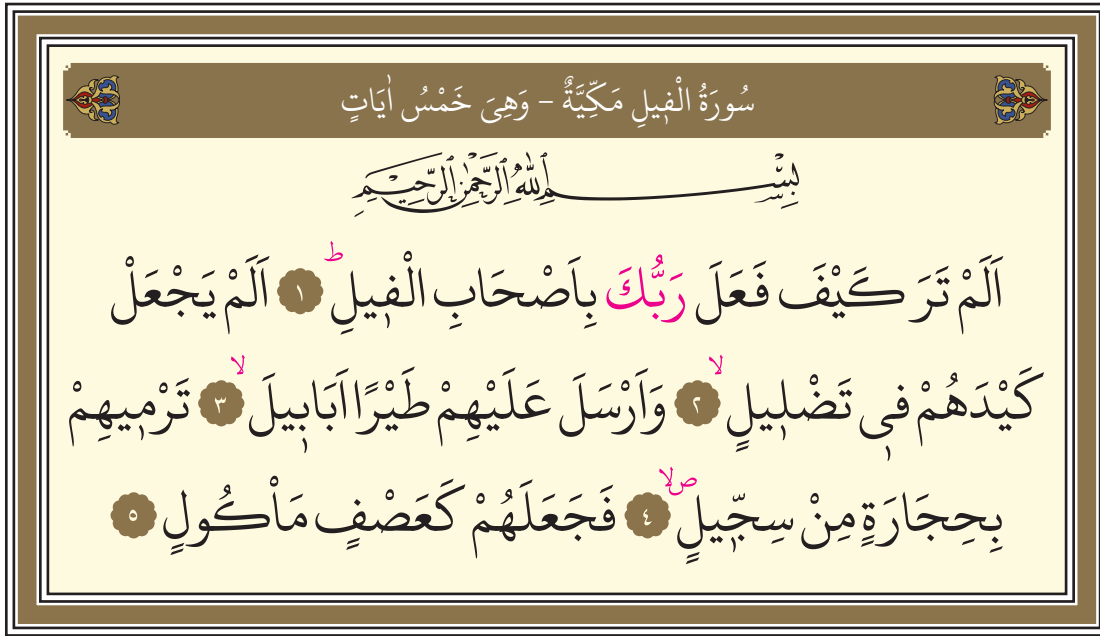 سُورَةُ الْفٖيلِ مَكِّيَّةٌ - وَهِىَ خَمْسُ اٰيَاتٍ
بِسْمِ اللّٰهِ الرَّحْمٰنِ الرَّحٖيمِ
اَلَمْ تَرَ كَيْفَ فَعَلَ رَبُّكَ بِاَصْحَابِ الْفٖيلِؕ ﴿١﴾ اَلَمْ يَجْعَلْ
كَيْدَهُمْ فٖى تَضْلٖيلٍۙ ﴿٢﴾ وَاَرْسَلَ عَلَيْهِمْ طَيْرًا اَبَابٖيلَۙ ﴿٣﴾ تَرْمٖيهِمْ
بِحِجَارَةٍ مِنْ سِجّٖيلٍۖۙ ﴿٤﴾ فَجَعَلَهُمْ كَعَصْفٍ مَاْكُولٍ ﴿٥﴾